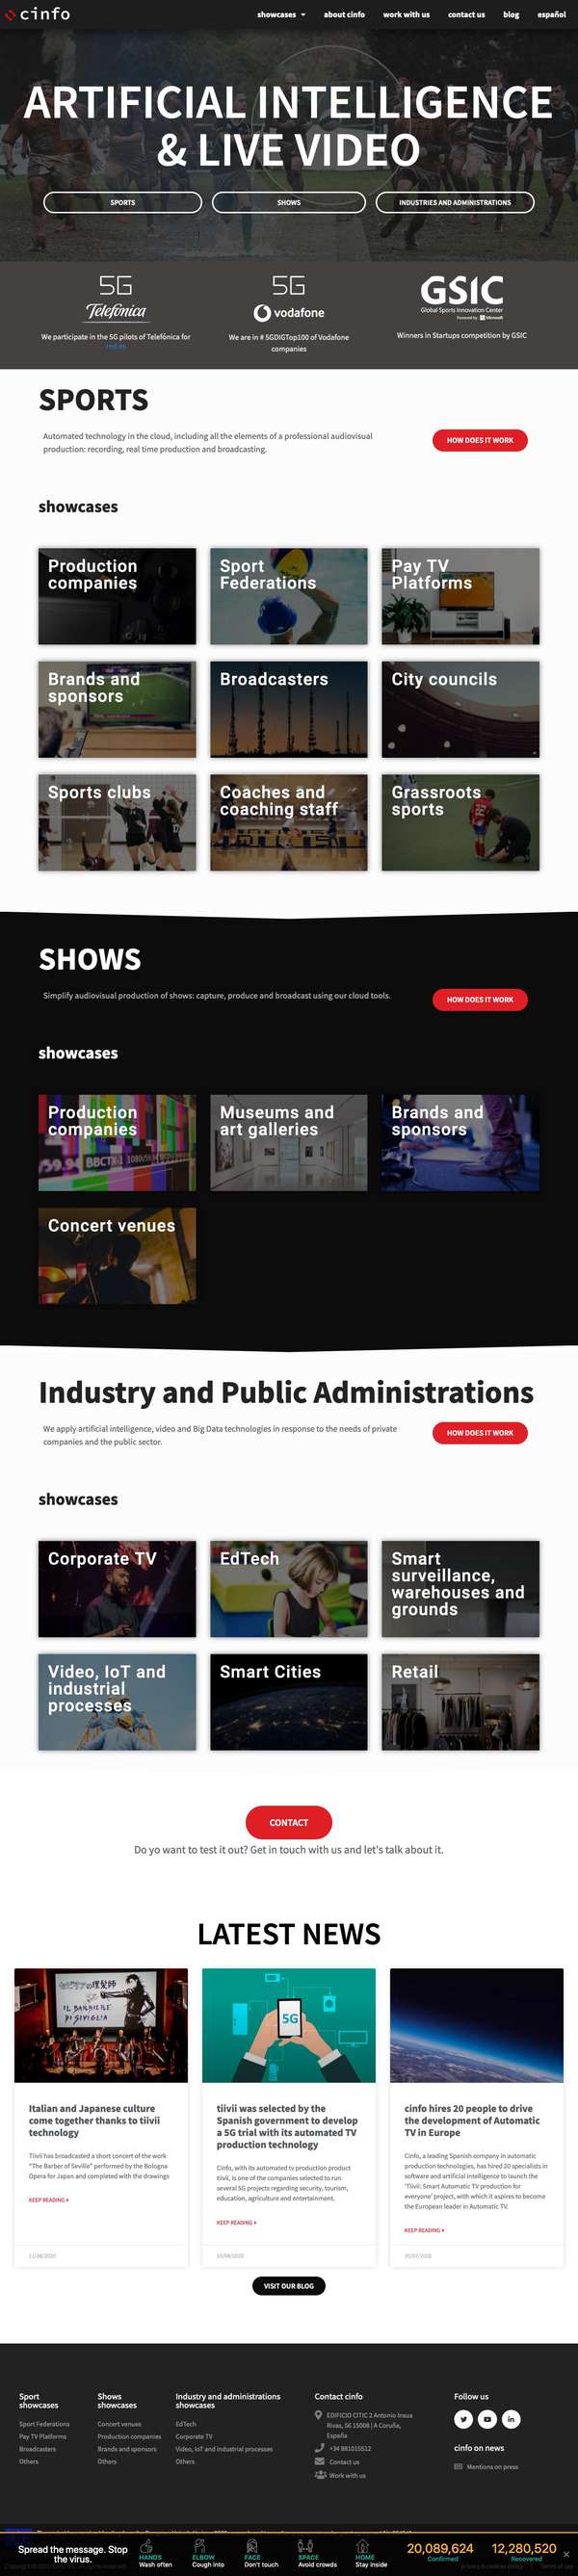 cinfo
showcases about cinfo work with us contact us blog español
ARTIFICIAL INTELLIGENCE
& LIVE VIDEO
SPORTS SHOWS INDUSTRIES AND ADMINISTRATIONS
5G
Telefónica
We participate in the 5G pilots of Telefónica for
red.es
5G
vodafone
We are in # 5GDIGTop100 of Vodafone
companies
GSIC
Global Sports Innovation Center
Powered by Microsoft
Winners in Startups competition by GSIC
SPORTS
Automated technology in the cloud, including all the elements of a professional audiovisual
production: recording, real time production and broadcasting.
HOW DOES IT WORK
showcases
Production
companies
Sport
Federations
Pay TV
Platforms
Brands and
sponsors
Broadcasters
City councils
Sports clubs
Coaches and
coaching staff
Grassroots
sports
SHOWS
Simplify audiovisual production of shows: capture, produce and broadcast using our cloud tools.
HOW DOES IT WORK
showcases
Production
companies
Museums and
art galleries
Brands and
sponsors
Concert venues
Industry and Public Administrations
We apply artificial intelligence, video and Big Data technologies in response to the needs of private
companies and the public sector.
HOW DOES IT WORK
showcases
Corporate TV
EdTech
Smart
surveillance,
warehouses and
grounds
Video, IoT and
industrial
processes
Smart Cities
Retail
CONTACT
Do yo want to test it out? Get in touch with us and let's talk about it.
LATEST NEWS
IL BARBIERE
DI SIVIGLIA
5G
Italian and Japanese culture
come together thanks to tiivii
technology
Tiivii has broadcasted a short concert of the work
"The Barber of Seville" performed by the Bologna
Opera for Japan and completed with the drawings
KEEP READING »
11/08/2020
tiivii was selected by the
Spanish government to develop
a 5G trial with its automated TV
production technology
Cinfo, with its automated tv production product
tiivii, is one of the companies selected to run
several 5G projects regarding security, tourism,
education, agriculture and entertainment.
KEEP READING »
cinfo hires 20 people to drive
the development of Automatic
TV in Europe
Cinfo, a leading Spanish company in automatic
production technologies, has hired 20 specialists in
software and artificial intelligence to launch the
'Tiivii: Smart Automatic TV production for
everyone' project, with which it aspires to become
the European leader in Automatic TV.
KEEP READING »
VISIT OUR BLOG
Sport
showcases
Sport Federations
Pay TV Platforms
Broadcasters
Others
Shows
showcases
Concert venues
Production companies
Brands and sponsors
Others
Industry and administrations
showcases
EdTech
Corporate TV
Video, IoT and industrial processes
Others
Contact cinfo
EDIFICIO CITIC 2 Antonio Insua
Rivas, 56 15008 | A Coruña,
España
+34 881015512
Contact us
Work with us
Follow us
cinfo on news
Mentions on press
Spread the message. Stop
the virus.
HANDS
Wash often
ELBOW
Cough into
FACE
Don't touch
SPACE
Avoid crowds
HOME
Stay inside
20,089,624
Confirmed
12,280,520
Recovered